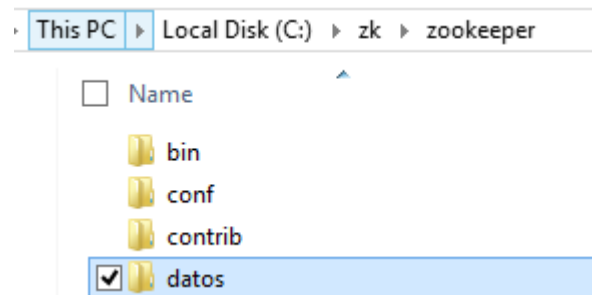 This PC Local Disk (C:) zk zookeeper
Name
bin
conf
contrib
datos